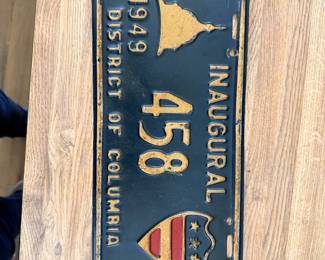 INAUGURAL
458
1949
DISTRICT OF COLUMBIA